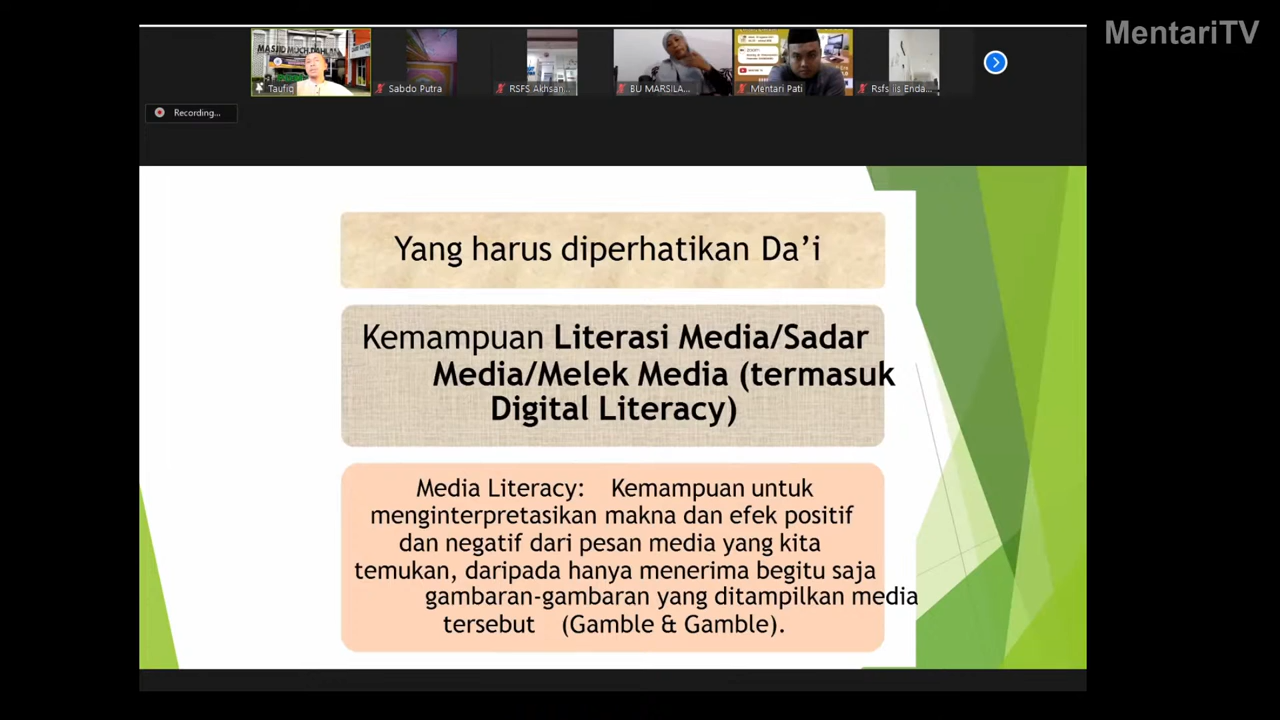 MentariTV
MASJID MUCH. DAHLAN
Taufiq
Sabdo Putra
RSFS Akhsan...
BU MARSILA...
Mentari Pati
Rsfs Iis Enda...
Recording...
Yang harus diperhatikan Da’i
Kemampuan Literasi Media/Sadar
Media/Melek Media (termasuk
Digital Literacy)
Media Literacy: Kemampuan untuk
menginterpretasikan makna dan efek positif
dan negatif dari pesan media yang kita
temukan, daripada hanya menerima begitu saja
gambaran-gambaran yang ditampilkan media
tersebut (Gamble & Gamble).